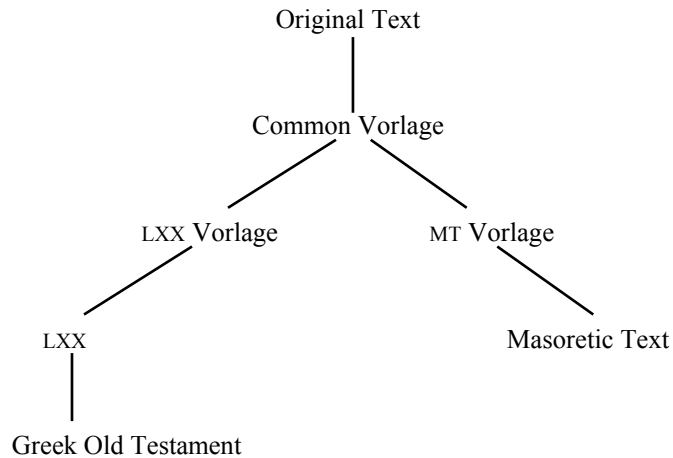 Original Text
Common Vorlage
LXX Vorlage
MT Vorlage
LXX
Masoretic Text
Greek Old Testament